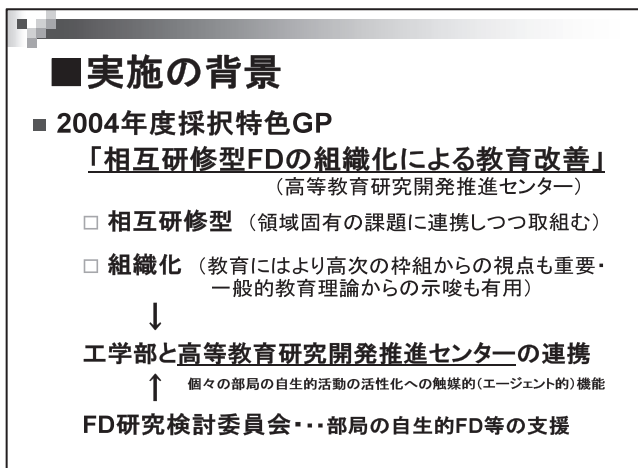 ■実施の背景
■ 2004年度採択特色GP
「相互研修型FDの組織化による教育改善」
(高等教育研究開発推進センター)
□ 相互研修型 (領域固有の課題に連携しつつ取組む)
□ 組織化 (教育にはより高次の枠組からの視点も重要・
一般的教育理論からの示唆も有用)
↓
工学部と高等教育研究開発推進センターの連携
↑ 個々の部局の自生的活動の活性化への触媒的(エージェント的)機能
FD研究検討委員会・・・部局の自生的FD等の支援